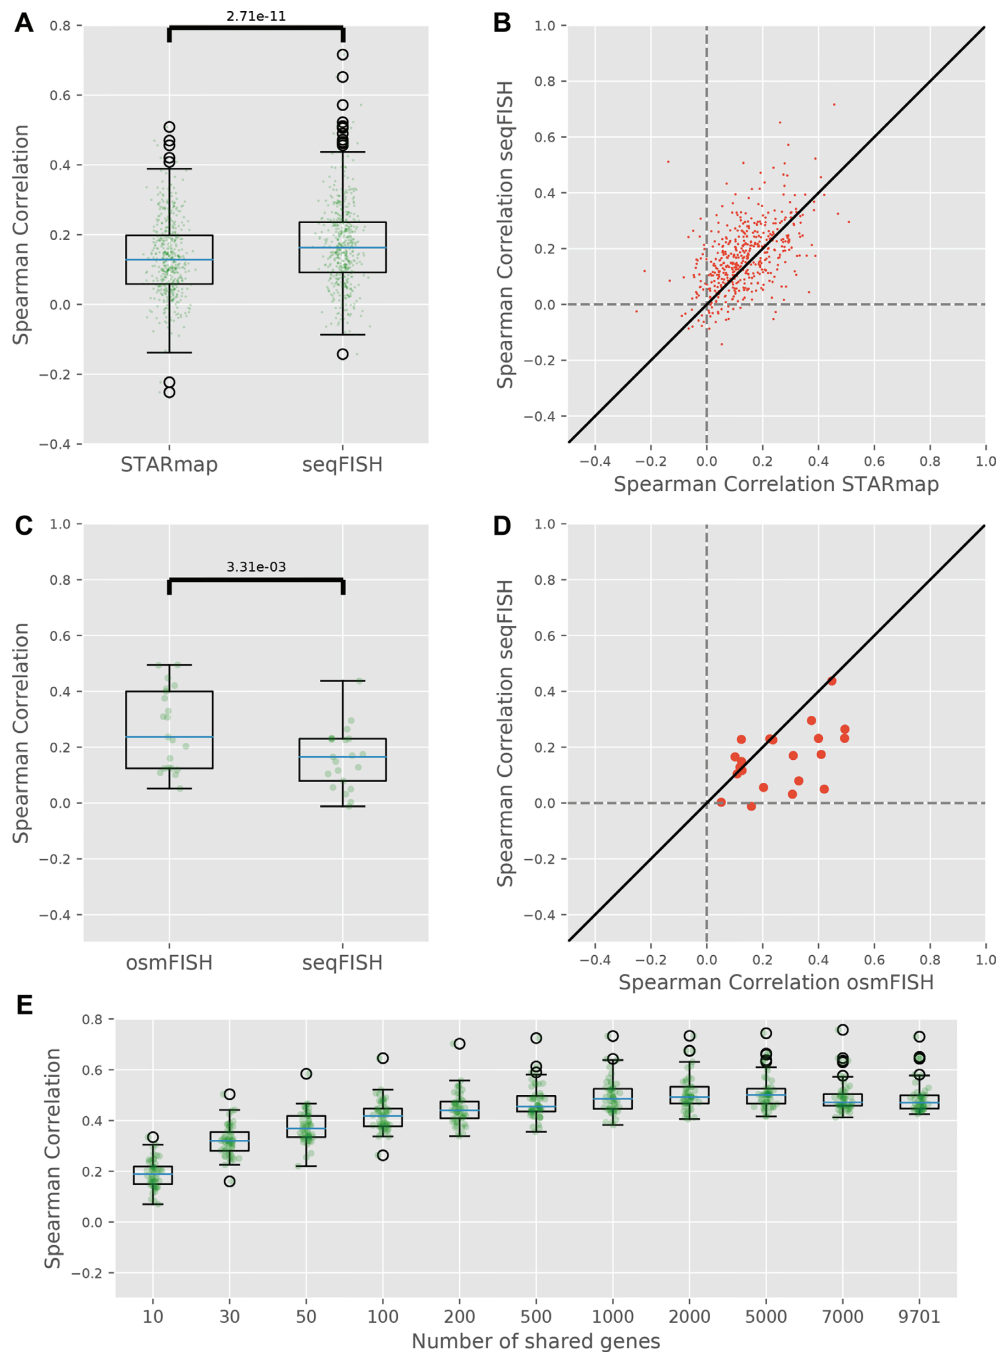 A
2.71e-11
Spearman Correlation
0.8
0.6
0.4
0.2
0.0
−0.2
−0.4
STARmap
seqFISH
B
Spearman Correlation seqFISH
1.0
0.8
0.6
0.4
0.2
0.0
−0.2
−0.4
−0.4 −0.2 0.0 0.2 0.4 0.6 0.8 1.0
Spearman Correlation STARmap
C
3.31e-03
Spearman Correlation
1.0
0.8
0.6
0.4
0.2
0.0
−0.2
−0.4
osmFISH
seqFISH
D
Spearman Correlation seqFISH
1.0
0.8
0.6
0.4
0.2
0.0
−0.2
−0.4
−0.4 −0.2 0.0 0.2 0.4 0.6 0.8 1.0
Spearman Correlation osmFISH
E
Spearman Correlation
0.8
0.6
0.4
0.2
0.0
−0.2
10 30 50 100 200 500 1000 2000 5000 7000 9701
Number of shared genes